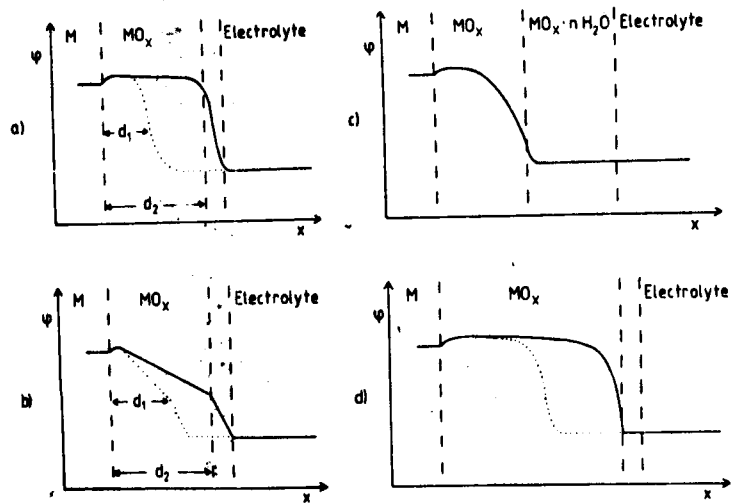 a)
φ
M
MOₓ
Electrolyte
d₁
d₂
x
c)
φ
M
MOₓ
MOₓ · n H₂O
Electrolyte
x
b)
φ
M
MOₓ
Electrolyte
d₁
d₂
x
d)
φ
M
MOₓ
Electrolyte
x